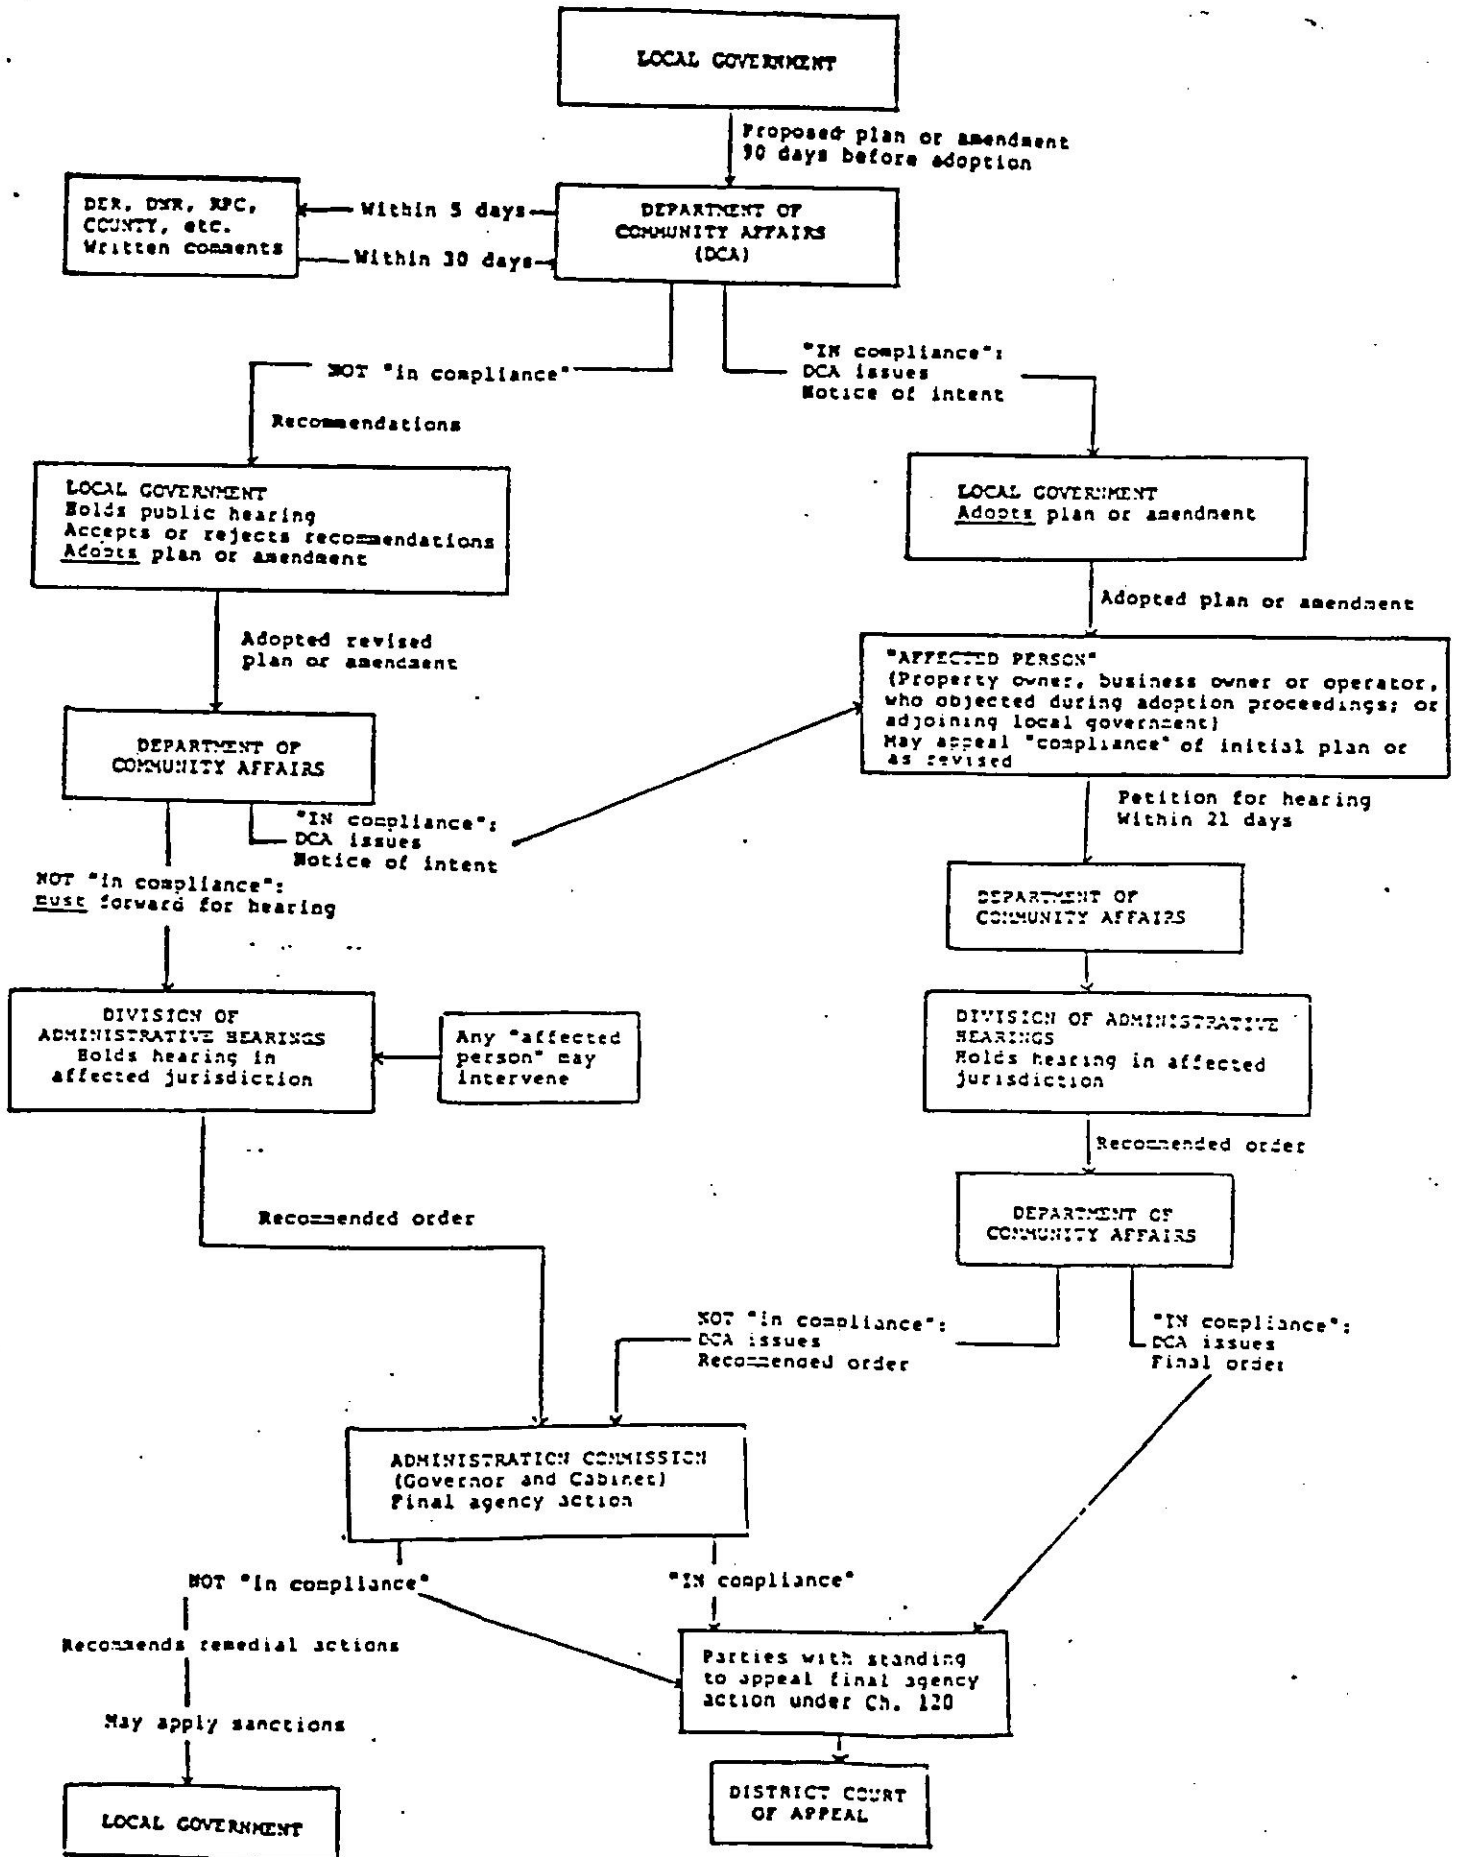 LOCAL GOVERNMENT
Proposed plan or amendment
90 days before adoption
DER, DNR, RPC,
COUNTY, etc.
Written comments
Within 5 days
Within 30 days
DEPARTMENT OF
COMMUNITY AFFAIRS
(DCA)
NOT "in compliance"
Recommendations
"IN compliance":
DCA issues
Notice of intent
LOCAL GOVERNMENT
Holds public hearing
Accepts or rejects recommendations
Adopts plan or amendment
LOCAL GOVERNMENT
Adopts plan or amendment
Adopted revised
plan or amendment
Adopted plan or amendment
"AFFECTED PERSON"
(Property owner, business owner or operator,
who objected during adoption proceedings; or
adjoining local government)
May appeal "compliance" of initial plan or
as revised
DEPARTMENT OF
COMMUNITY AFFAIRS
"IN compliance":
DCA issues
Notice of intent
Petition for hearing
Within 21 days
NOT "in compliance":
must forward for hearing
DEPARTMENT OF
COMMUNITY AFFAIRS
DIVISION OF
ADMINISTRATIVE HEARINGS
Holds hearing in
affected jurisdiction
Any "affected
person" may
intervene
DIVISION OF ADMINISTRATIVE
HEARINGS
Holds hearing in affected
jurisdiction
Recommended order
Recommended order
DEPARTMENT OF
COMMUNITY AFFAIRS
NOT "in compliance":
DCA issues
Recommended order
"IN compliance":
DCA issues
Final order
ADMINISTRATION COMMISSION
(Governor and Cabinet)
Final agency action
NOT "in compliance"
"IN compliance"
Recommends remedial actions
May apply sanctions
LOCAL GOVERNMENT
Parties with standing
to appeal final agency
action under Ch. 120
DISTRICT COURT
OF APPEAL